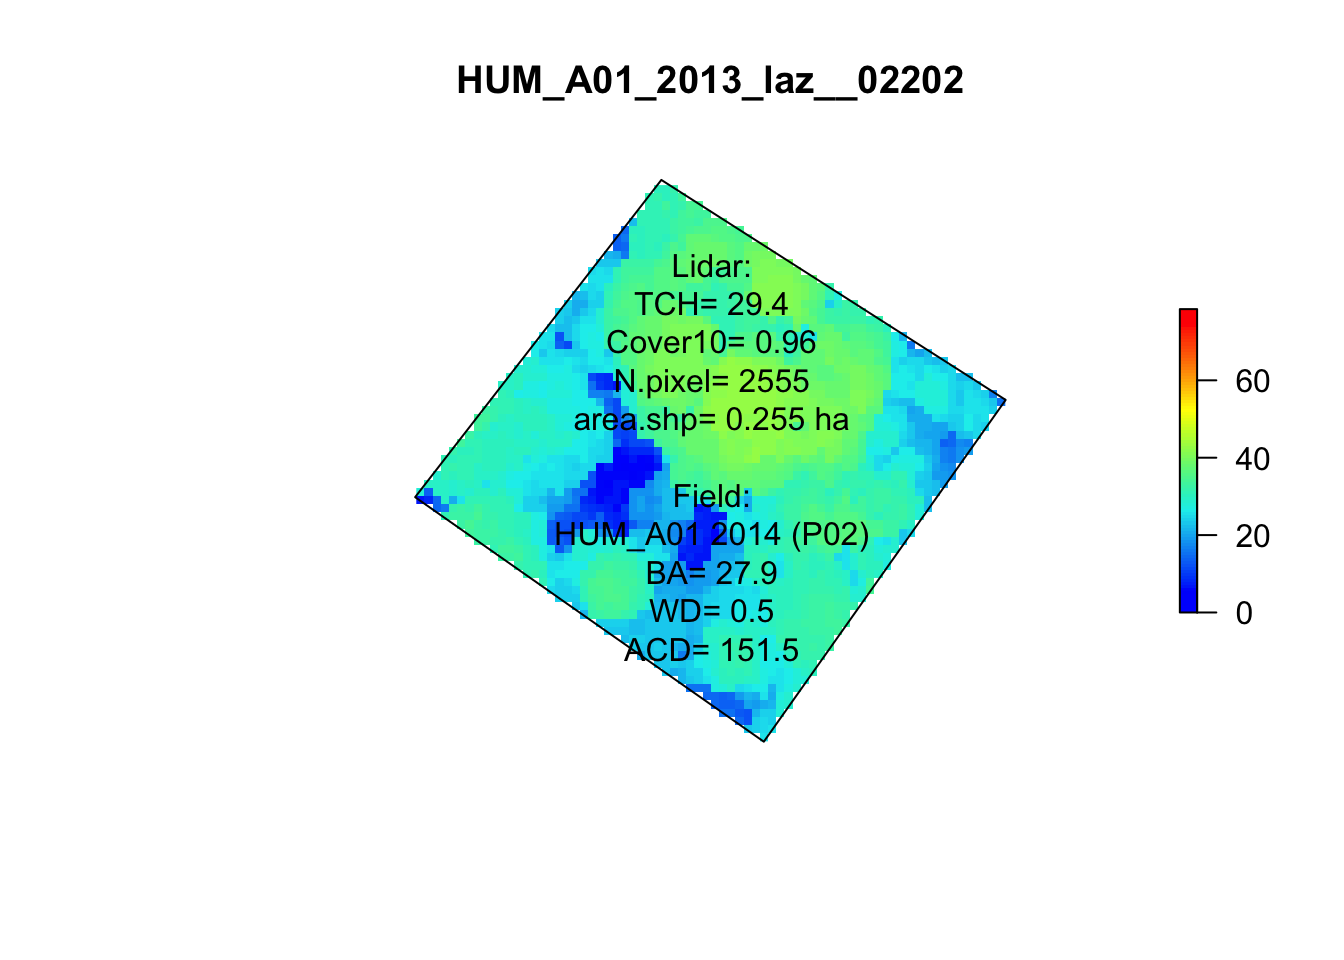 HUM_A01_2013_laz__02202
Lidar:
TCH= 29.4
Cover10= 0.96
N.pixel= 2555
area.shp= 0.255 ha
Field:
HUM_A01 2014 (P02)
BA= 27.9
WD= 0.5
ACD= 151.5
60
40
20
0